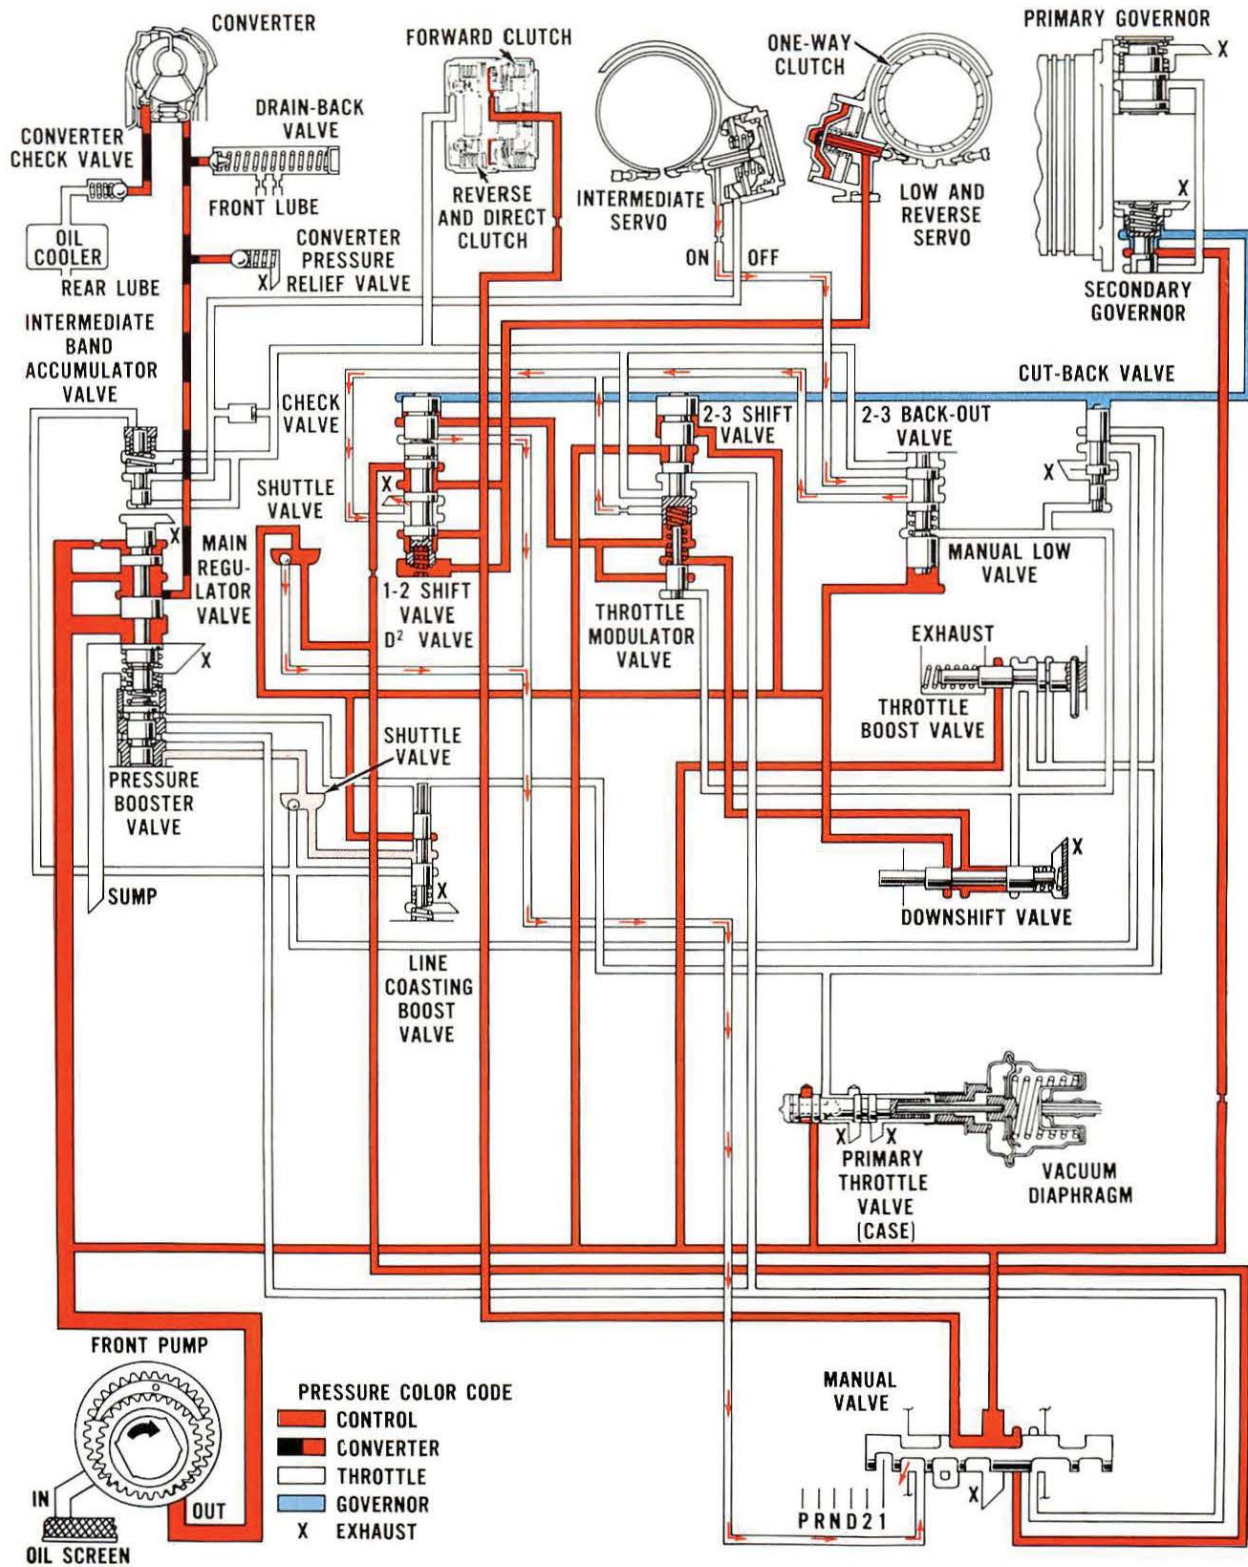 CONVERTER
FORWARD CLUTCH
ONE-WAY
CLUTCH
PRIMARY GOVERNOR
X
DRAIN-BACK
VALVE
CONVERTER
CHECK VALVE
FRONT LUBE
REVERSE
AND DIRECT
CLUTCH
INTERMEDIATE
SERVO
LOW AND
REVERSE
SERVO
X
OIL
COOLER
REAR LUBE
CONVERTER
PRESSURE
RELIEF VALVE
X
ON
OFF
SECONDARY
GOVERNOR
INTERMEDIATE
BAND
ACCUMULATOR
VALVE
CHECK
VALVE
2-3 SHIFT
VALVE
2-3 BACK-OUT
VALVE
CUT-BACK VALVE
X
SHUTTLE
VALVE
X
X
MAIN
REGU-
LATOR
VALVE
1-2 SHIFT
VALVE
D² VALVE
THROTTLE
MODULATOR
VALVE
MANUAL LOW
VALVE
X
EXHAUST
THROTTLE
BOOST VALVE
SHUTTLE
VALVE
PRESSURE
BOOSTER
VALVE
SUMP
X
X
DOWNSHIFT VALVE
LINE
COASTING
BOOST
VALVE
X
X
PRIMARY
THROTTLE
VALVE
(CASE)
VACUUM
DIAPHRAGM
FRONT PUMP
IN
OUT
OIL SCREEN
PRESSURE COLOR CODE
CONTROL
CONVERTER
THROTTLE
GOVERNOR
X EXHAUST
MANUAL
VALVE
X
P R N D 2 1